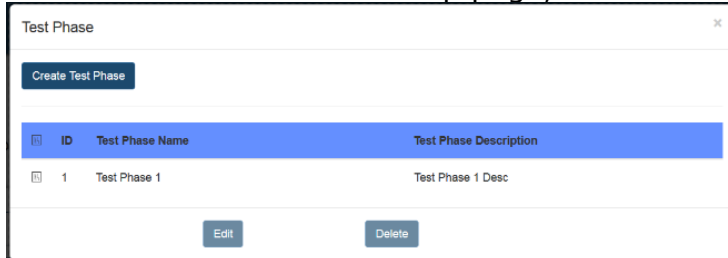 Test Phase
×
Create Test Phase
ID Test Phase Name Test Phase Description
1 Test Phase 1 Test Phase 1 Desc
Edit Delete